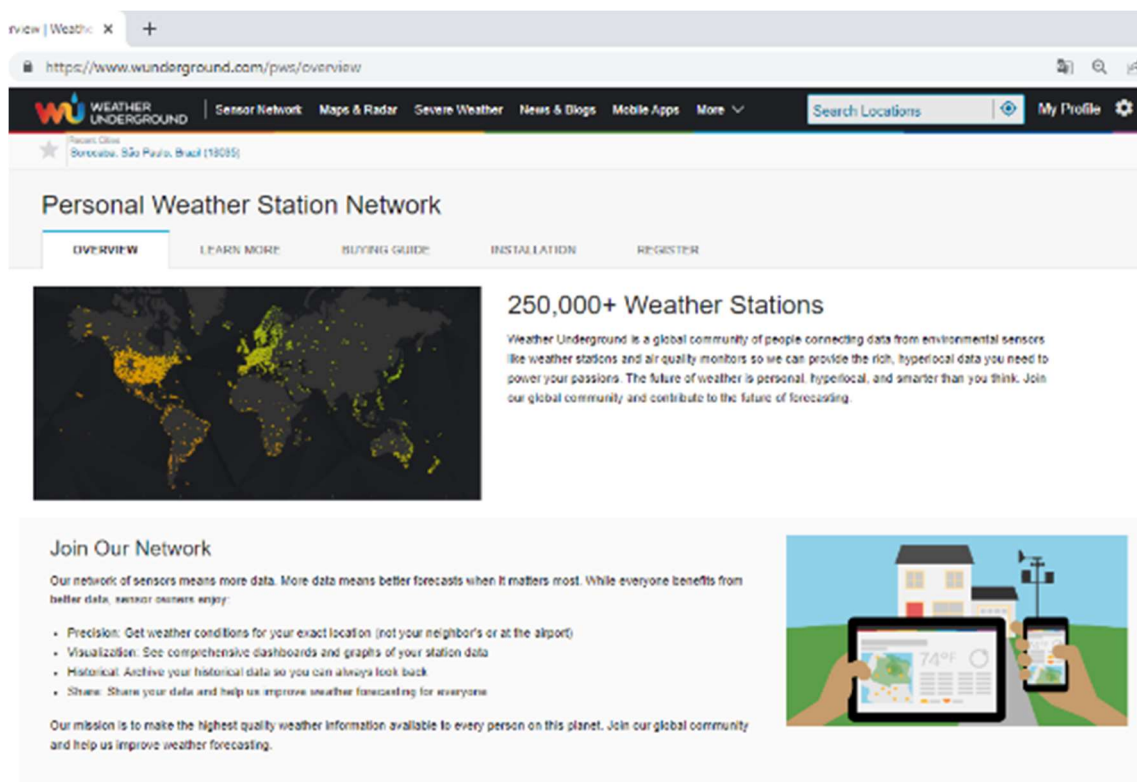 rview | Weathe
https://www.wunderground.com/pws/overview
WEATHER
UNDERGROUND
Sensor Network Maps & Radar Severe Weather News & Blogs Mobile Apps More
Search Locations
My Profile
Recent Cities
Sorocaba, São Paulo, Brazil (18095)
Personal Weather Station Network
OVERVIEW LEARN MORE BUYING GUIDE INSTALLATION REGISTER
250,000+ Weather Stations
Weather Underground is a global community of people connecting data from environmental sensors
like weather stations and air quality monitors so we can provide the rich, hyperlocal data you need to
power your passions. The future of weather is personal, hyperlocal, and smarter than you think. Join
our global community and contribute to the future of forecasting.
Join Our Network
Our network of sensors means more data. More data means better forecasts when it matters most. While everyone benefits from
better data, sensor owners enjoy:
• Precision: Get weather conditions for your exact location (not your neighbor's or at the airport)
• Visualization: See comprehensive dashboards and graphs of your station data
• Historical: Archive your historical data so you can always look back
• Share: Share your data and help us improve weather forecasting for everyone
Our mission is to make the highest quality weather information available to every person on this planet. Join our global community
and help us improve weather forecasting.
74°F